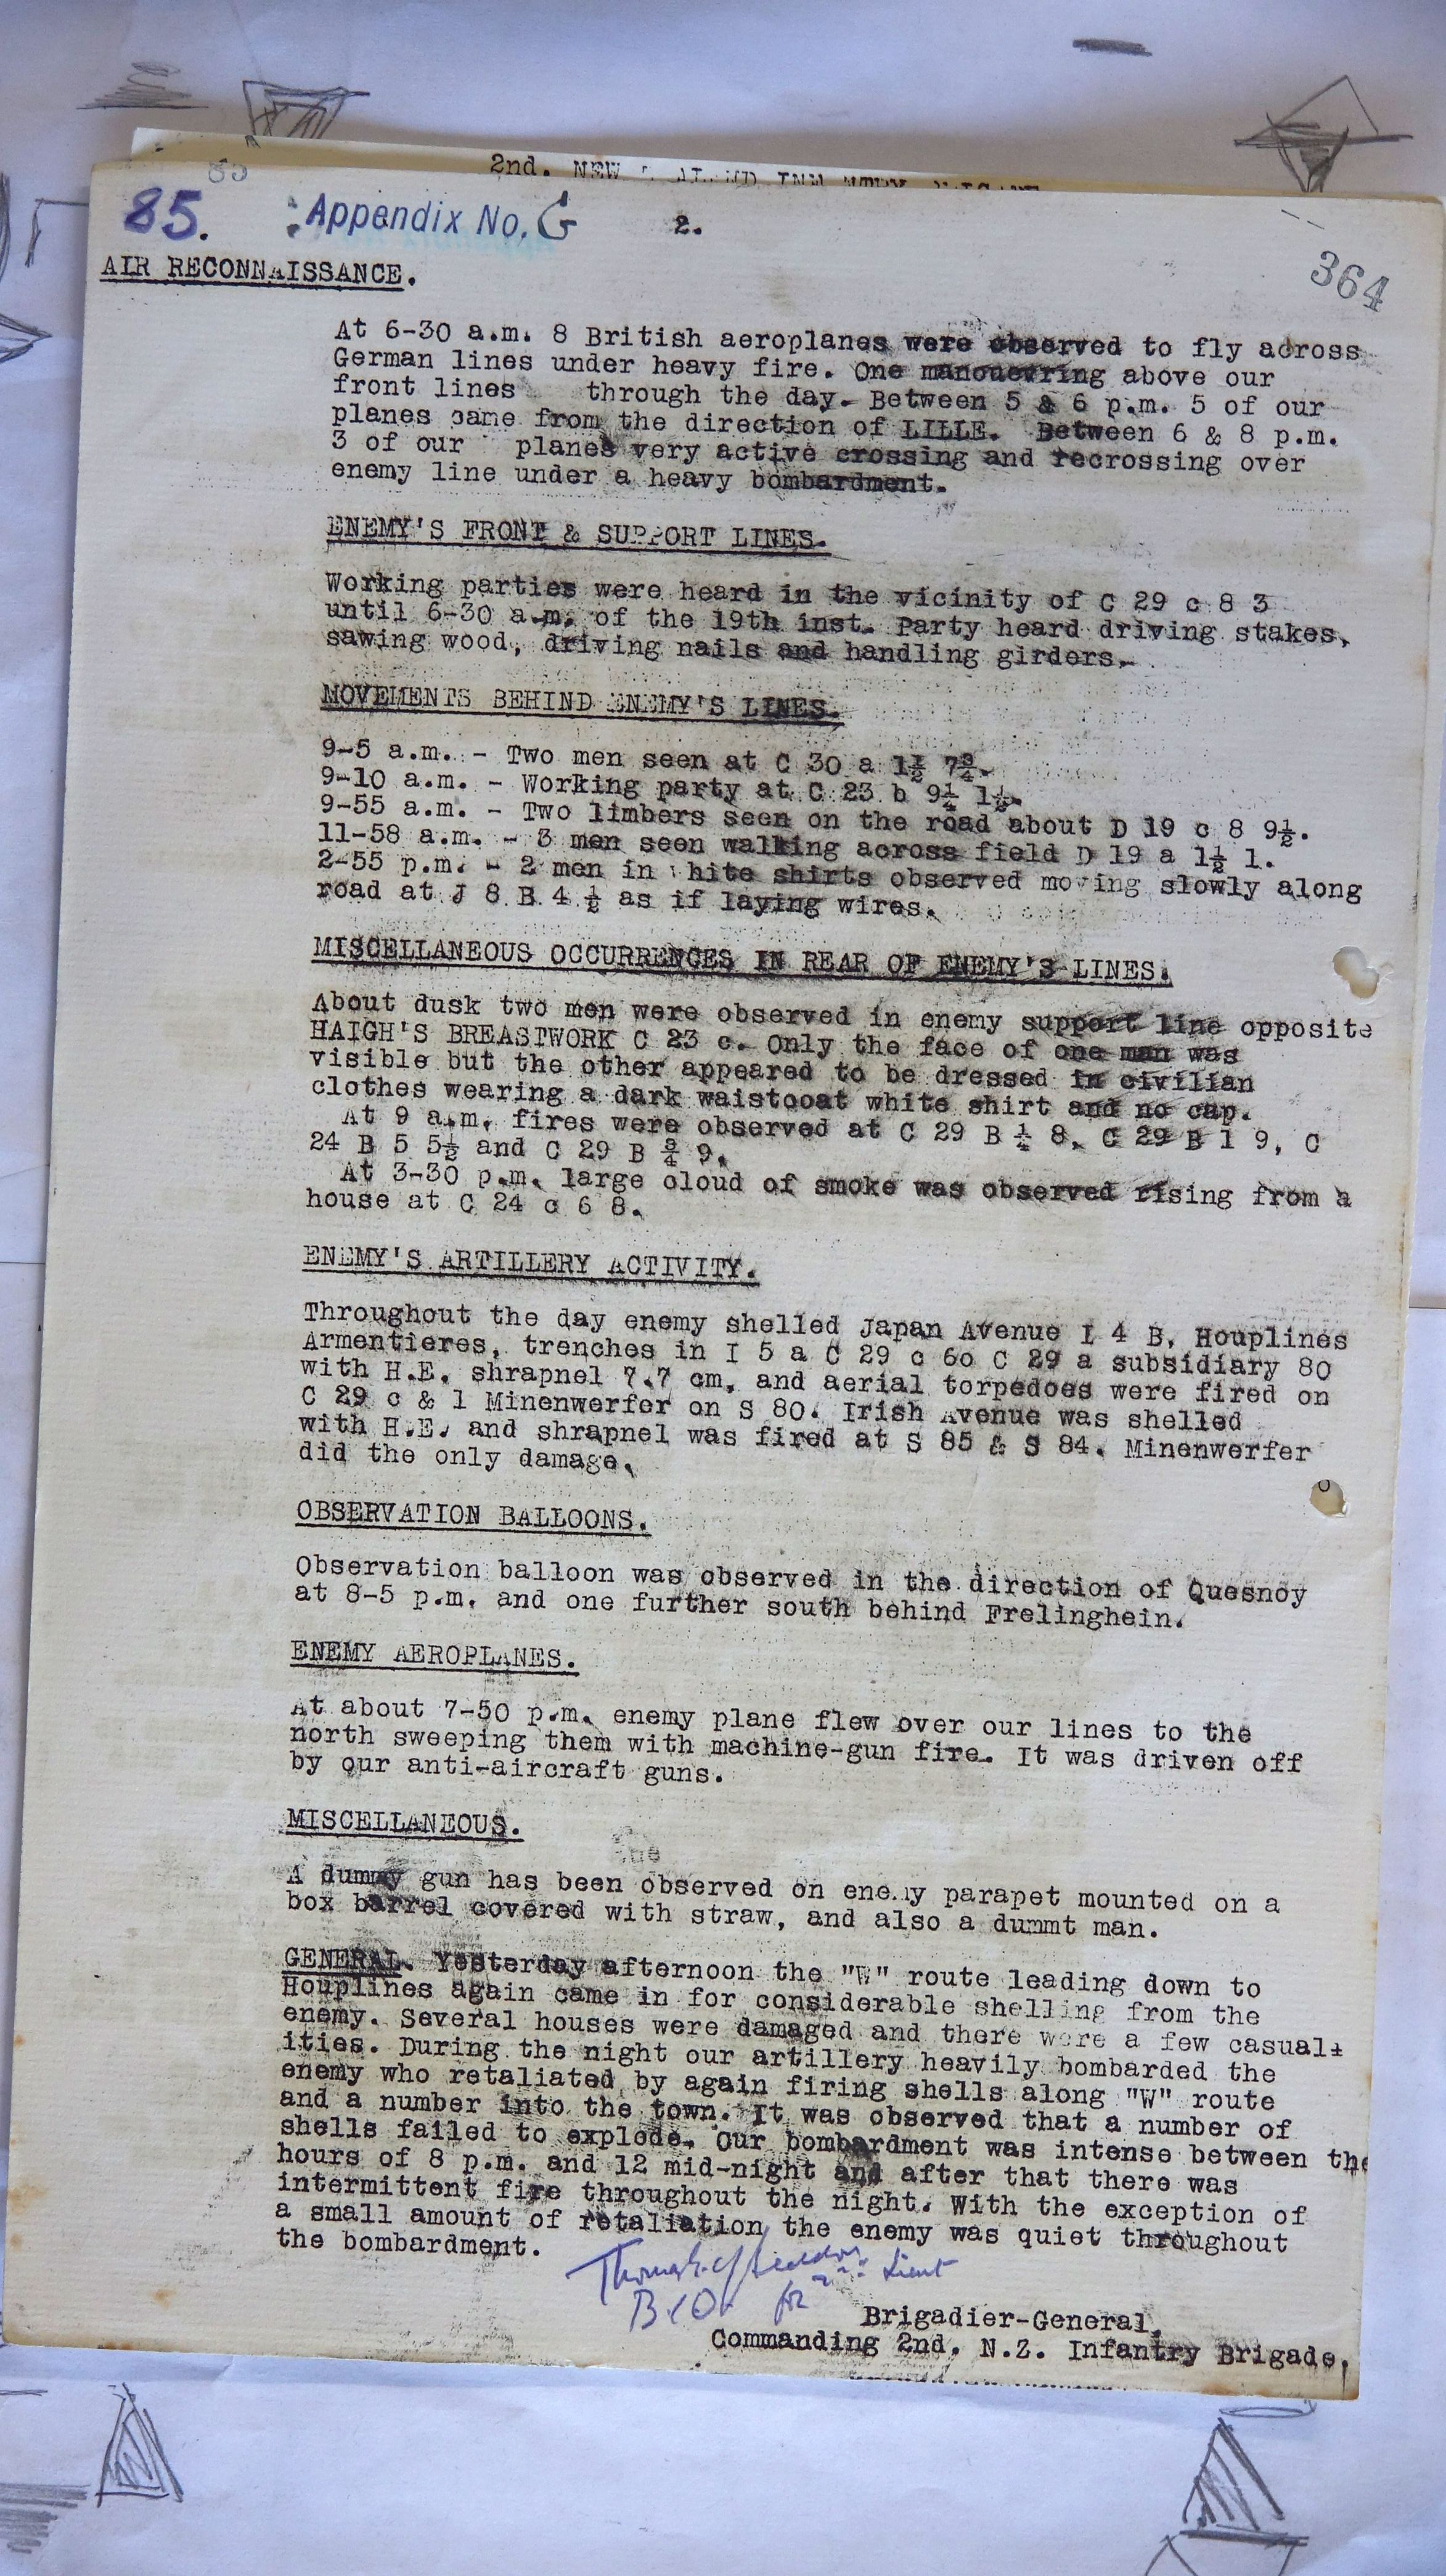 2nd. NEW
85. Appendix No. G 2.
364
AIR RECONNAISSANCE.
At 6-30 a.m. 8 British aeroplanes were observed to fly across
German lines under heavy fire. One manouevring above our
front lines through the day. Between 5 & 6 p.m. 5 of our
planes came from the direction of LILLE. Between 6 & 8 p.m.
3 of our planes very active crossing and recrossing over
enemy line under a heavy bombardment.
ENEMY'S FRONT & SUPPORT LINES.
Working parties were heard in the vicinity of C 29 c 8 3
until 6-30 a.m. of the 19th inst. Party heard driving stakes,
sawing wood, driving nails and handling girders.
MOVEMENTS BEHIND ENEMY'S LINES.
9-5 a.m. - Two men seen at C 30 a 1½ 7¾.
9-10 a.m. - Working party at C 23 b 9¼ 1½.
9-55 a.m. - Two limbers seen on the road about D 19 c 8 9½.
11-58 a.m. - 3 men seen walking across field D 19 a 1½ 1.
2-55 p.m. - 2 men in white shirts observed moving slowly along
road at J 8 B 4 ½ as if laying wires.
MISCELLANEOUS OCCURRENCES IN REAR OF ENEMY'S LINES.
About dusk two men were observed in enemy support line opposite
HAIGH'S BREASTWORK C 23 c. Only the face of one man was
visible but the other appeared to be dressed in civilian
clothes wearing a dark waistcoat white shirt and no cap.
At 9 a.m. fires were observed at C 29 B ¼ 8, C 29 B 1 9, C
24 B 5 5½ and C 29 B ¾ 9.
At 3-30 p.m. large cloud of smoke was observed rising from a
house at C 24 c 6 8.
ENEMY'S ARTILLERY ACTIVITY.
Throughout the day enemy shelled Japan Avenue I 4 B, Houplines
Armentieres, trenches in I 5 a C 29 c 60 C 29 a subsidiary 80
with H.E. shrapnel 7.7 cm, and aerial torpedoes were fired on
C 29 c & 1 Minenwerfer on S 80. Irish Avenue was shelled
with H.E. and shrapnel was fired at S 85 & S 84. Minenwerfer
did the only damage.
OBSERVATION BALLOONS.
Observation balloon was observed in the direction of Quesnoy
at 8-5 p.m. and one further south behind Frelinghein.
ENEMY AEROPLANES.
At about 7-50 p.m. enemy plane flew over our lines to the
north sweeping them with machine-gun fire. It was driven off
by our anti-aircraft guns.
MISCELLANEOUS.
A dummy gun has been observed on enemy parapet mounted on a
box barrel covered with straw, and also a dummt man.
GENERAL. Yesterday afternoon the "W" route leading down to
Houplines again came in for considerable shelling from the
enemy. Several houses were damaged and there were a few casual-
ities. During the night our artillery heavily bombarded the
enemy who retaliated by again firing shells along "W" route
and a number into the town. It was observed that a number of
shells failed to explode. Our bombardment was intense between the
hours of 8 p.m. and 12 mid-night and after that there was
intermittent fire throughout the night. With the exception of
a small amount of retaliation the enemy was quiet throughout
the bombardment.
Lieut
for
Brigadier-General,
Commanding 2nd. N.Z. Infantry Brigade.